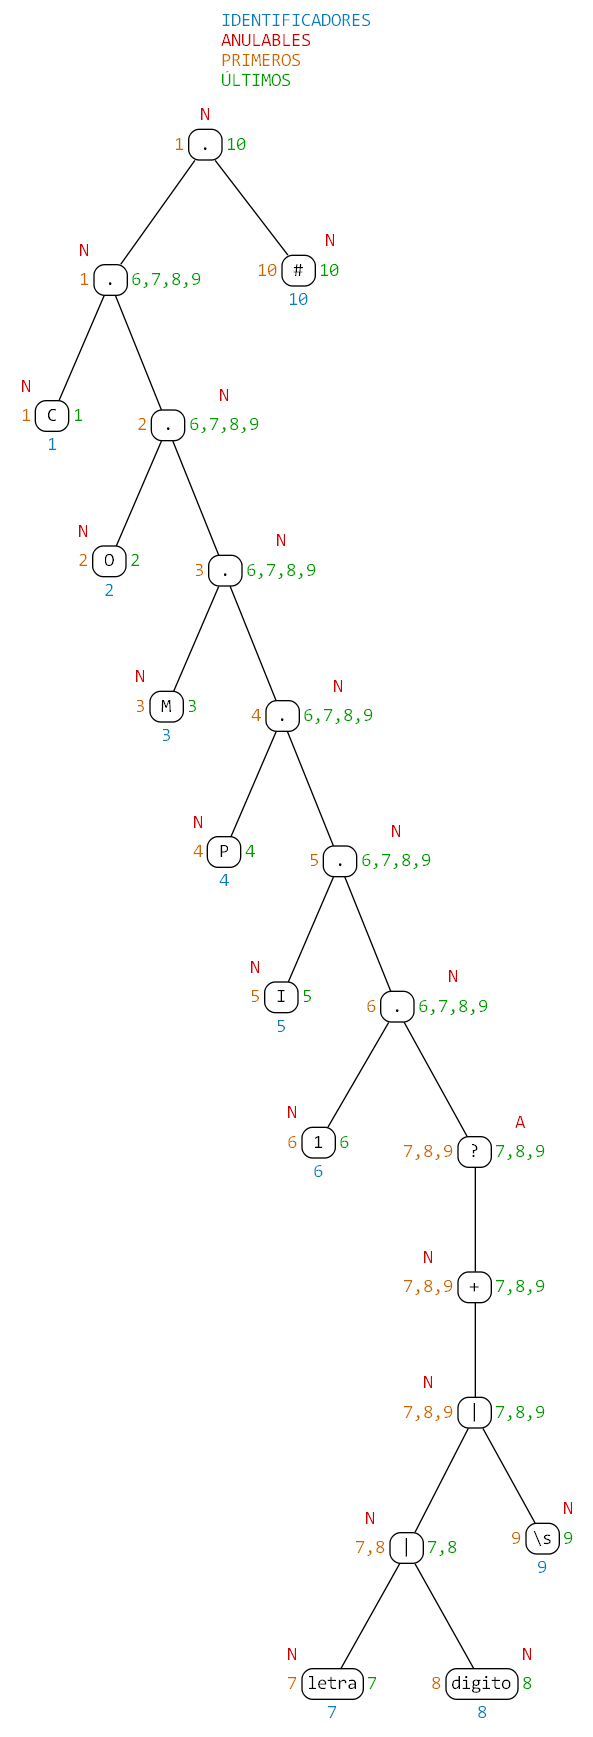 IDENTIFICADORES
ANULABLES
PRIMEROS
ÚLTIMOS
N
1 . 10
N
10 # 10
10
N
1 . 6,7,8,9
N
1 C 1
1
N
2 . 6,7,8,9
N
2 O 2
2
N
3 . 6,7,8,9
N
3 M 3
3
N
4 . 6,7,8,9
N
4 P 4
4
N
5 . 6,7,8,9
N
5 I 5
5
N
6 . 6,7,8,9
N
6 1 6
6
A
7,8,9 ? 7,8,9
N
7,8,9 + 7,8,9
N
7,8,9 | 7,8,9
N
9 \s 9
9
N
7,8 | 7,8
N
7 letra 7
7
N
8 digito 8
8